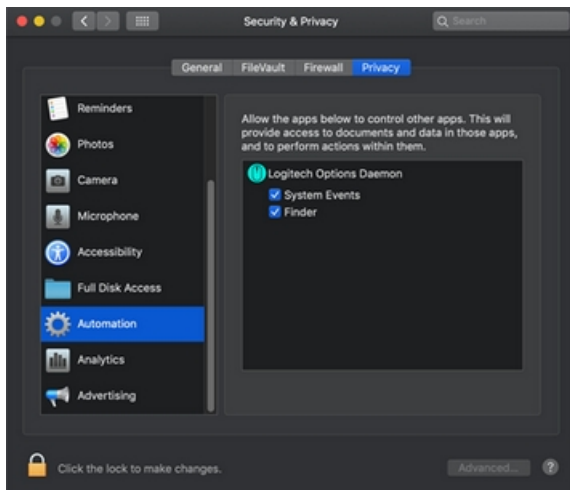 Security & Privacy
Search
General FileVault Firewall Privacy
Reminders
Photos
Camera
Microphone
Accessibility
Full Disk Access
Automation
Analytics
Advertising
Allow the apps below to control other apps. This will
provide access to documents and data in those apps,
and to perform actions within them.
Logitech Options Daemon
System Events
Finder
Click the lock to make changes.
Advanced...
?